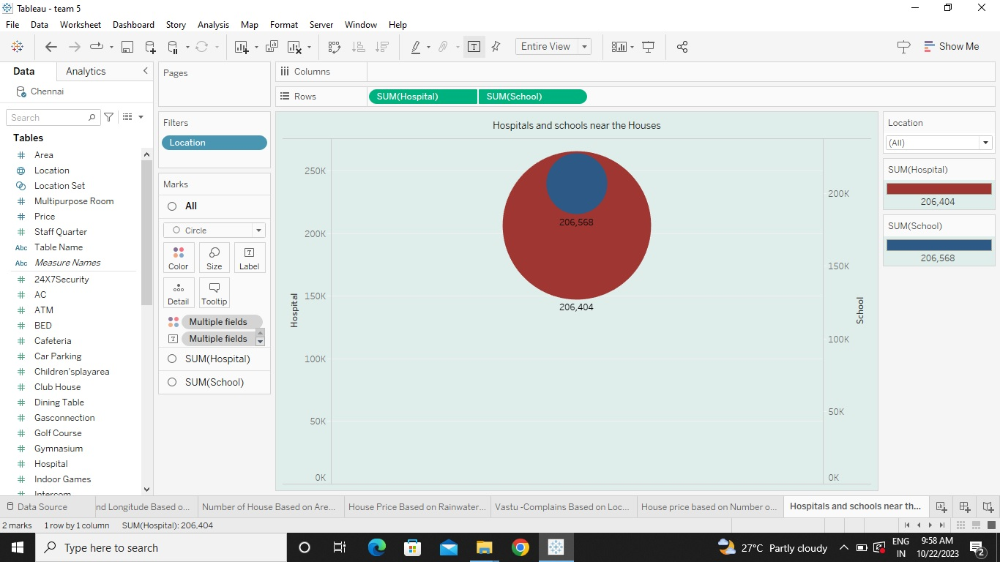 Tableau - team 5
File Data Worksheet Dashboard Story Analysis Map Format Server Window Help
Entire View
Show Me
Data Analytics
Chennai
Search
Tables
Area
Location
Location Set
Multipurpose Room
Price
Staff Quarter
Abc Table Name
Abc Measure Names
24X7Security
AC
ATM
BED
Cafeteria
Car Parking
Children'splayarea
Club House
Dining Table
Gasconnection
Golf Course
Gymnasium
Hospital
Indoor Games
Intercom
Pages
Filters
Location
Marks
All
Circle
Color Size Label
Detail Tooltip
Multiple fields
Multiple fields
SUM(Hospital)
SUM(School)
Columns
Rows SUM(Hospital) SUM(School)
Hospitals and schools near the Houses
250K
200K
150K
100K
50K
0K
Hospital
206,568
206,404
200K
150K
100K
50K
0K
School
Location
(All)
SUM(Hospital)
206,404
SUM(School)
206,568
Data Source nd Longitude Based o... Number of House Based on Are... House Price Based on Rainwater... Vastu -Complains Based on Loc... House price based on Number o... Hospitals and schools near th...
2 marks 1 row by 1 column SUM(Hospital): 206,404
Type here to search
27°C Partly cloudy
ENG
IN
9:58 AM
10/22/2023
2